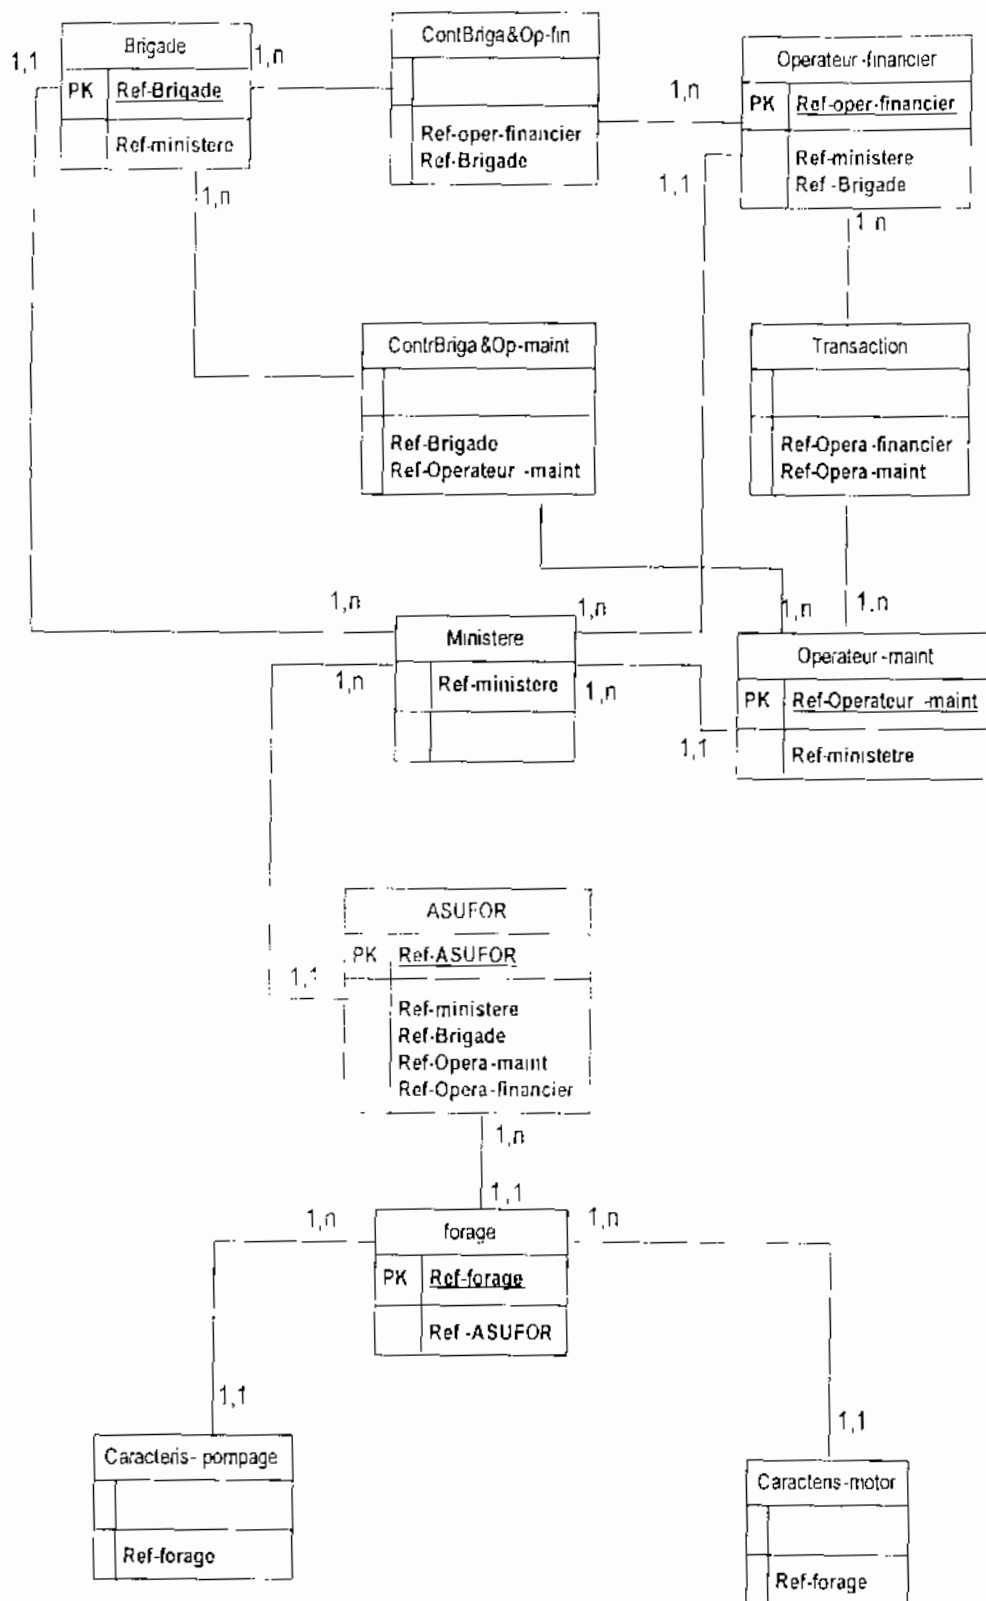 Brigade
1,1
1,n
PK Ref-Brigade
Ref-ministere
1,n
ContBriga&Op-fin
Ref-oper-financier
Ref-Brigade
1,n
Operateur-financier
PK Ref-oper-financier
Ref-ministere
Ref-Brigade
1,1
1.n
ContrBriga&Op-maint
Ref-Brigade
Ref-Operateur-maint
Transaction
Ref-Opera-financier
Ref-Opera-maint
1,n
1,n
1,n
1.n
Ministere
Ref-ministere
1,n
1,n
Operateur-maint
PK Ref-Operateur-maint
Ref-ministetre
1,1
ASUFOR
PK Ref-ASUFOR
1,1
Ref-ministere
Ref-Brigade
Ref-Opera-maint
Ref-Opera-financier
1,n
1,1
1,n
1,n
forage
PK Ref-forage
Ref-ASUFOR
1,1
1,1
Caracteris-pompage
Ref-forage
Caracteris-motor
Ref-forage